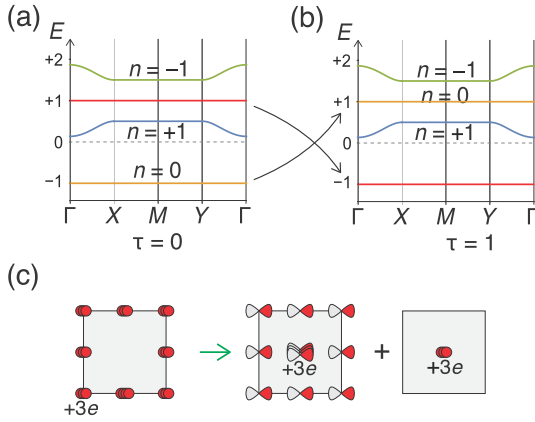 (a)
E
+2
n = −1
+1
n = +1
0
n = 0
−1
Γ X M Y Γ
τ = 0
(b)
E
+2
n = −1
+1
n = 0
n = +1
0
−1
Γ X M Y Γ
τ = 1
(c)
+3e
+3e
+
+3e